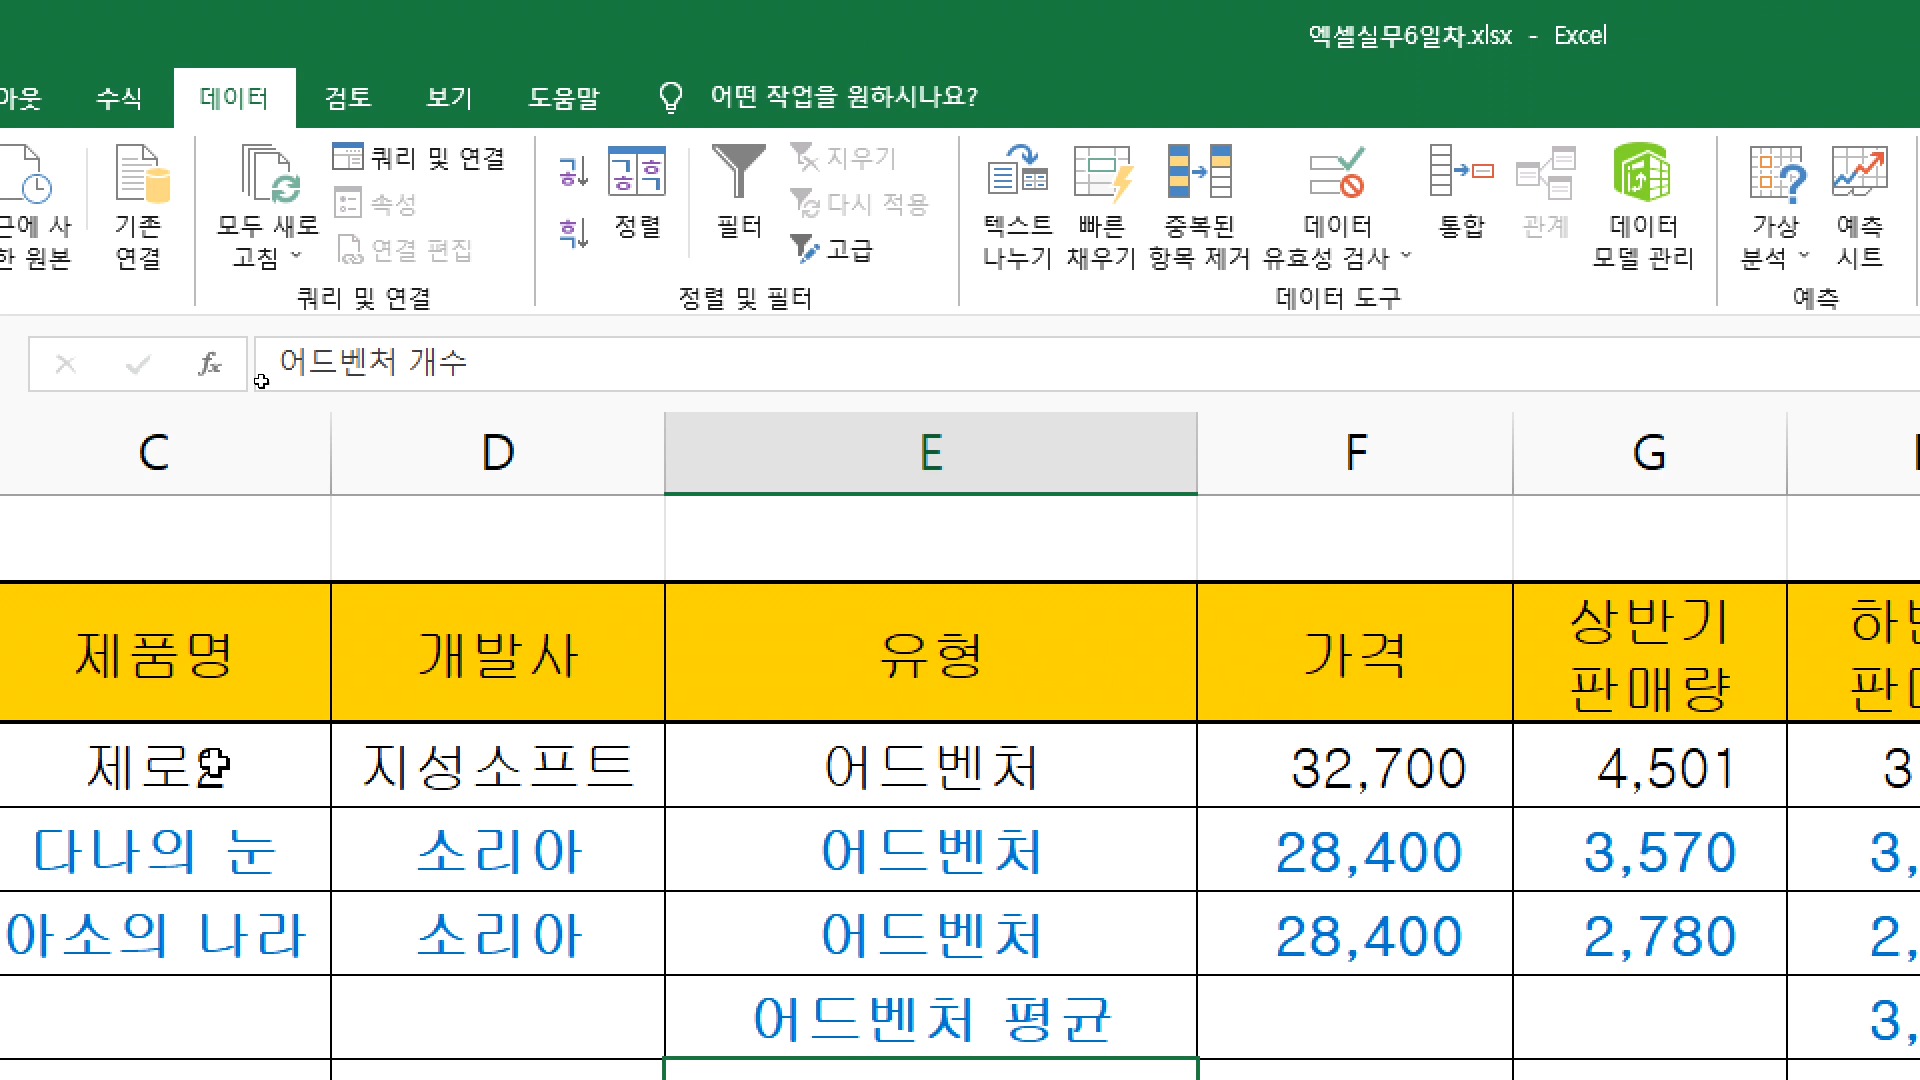 엑셀실무6일차.xlsx - Excel
아웃 수식 데이터 검토 보기 도움말 어떤 작업을 원하시나요?
근에 사
한 원본
기존
연결
모두 새로
고침
쿼리 및 연결
속성
연결 편집
쿼리 및 연결
정렬
필터
지우기
다시 적용
고급
정렬 및 필터
텍스트
나누기
빠른
채우기
중복된
항목 제거
데이터
유효성 검사
통합
관계
데이터
모델 관리
데이터 도구
가상
분석
예측
시트
예측
fx 어드벤처 개수
C D E F G
제품명 개발사 유형 가격 상반기
판매량
제로2 지성소프트 어드벤처 32,700 4,501 3
다나의 눈 소리아 어드벤처 28,400 3,570 3,
아소의 나라 소리아 어드벤처 28,400 2,780 2,
어드벤처 평균 3,